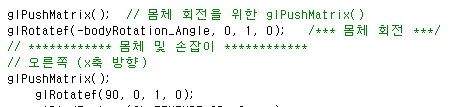 glPushMatrix();  // 몸체 회전을 위한 glPushMatrix()
glRotatef(-bodyRotation_Angle, 0, 1, 0);   /*** 몸체 회전 ***/
// ************ 몸체 및 손잡이 ************
// 오른쪽 (x축 방향)
glPushMatrix();
    glRotatef(90, 0, 1, 0);